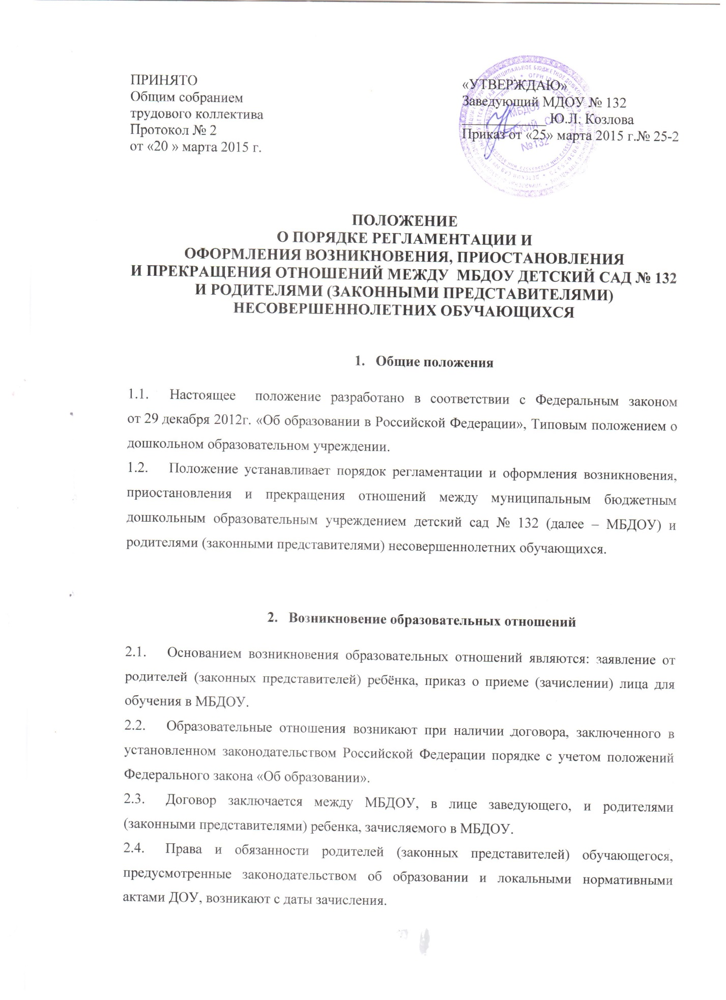 ПРИНЯТО
Общим собранием
трудового коллектива
Протокол № 2
от «20 » марта 2015 г.
«УТВЕРЖДАЮ»
Заведующий МДОУ № 132
____________Ю.Л. Козлова
Приказ от «25» марта 2015 г.№ 25-2
МБДОУ
ДЕТСКИЙ САД
№132
ПОЛОЖЕНИЕ
О ПОРЯДКЕ РЕГЛАМЕНТАЦИИ И
ОФОРМЛЕНИЯ ВОЗНИКНОВЕНИЯ, ПРИОСТАНОВЛЕНИЯ
И ПРЕКРАЩЕНИЯ ОТНОШЕНИЙ МЕЖДУ МБДОУ ДЕТСКИЙ САД № 132
И РОДИТЕЛЯМИ (ЗАКОННЫМИ ПРЕДСТАВИТЕЛЯМИ)
НЕСОВЕРШЕННОЛЕТНИХ ОБУЧАЮЩИХСЯ
1. Общие положения
1.1. Настоящее положение разработано в соответствии с Федеральным законом
от 29 декабря 2012г. «Об образовании в Российской Федерации», Типовым положением о
дошкольном образовательном учреждении.
1.2. Положение устанавливает порядок регламентации и оформления возникновения,
приостановления и прекращения отношений между муниципальным бюджетным
дошкольным образовательным учреждением детский сад № 132 (далее – МБДОУ) и
родителями (законными представителями) несовершеннолетних обучающихся.
2. Возникновение образовательных отношений
2.1. Основанием возникновения образовательных отношений являются: заявление от
родителей (законных представителей) ребёнка, приказ о приеме (зачислении) лица для
обучения в МБДОУ.
2.2. Образовательные отношения возникают при наличии договора, заключенного в
установленном законодательством Российской Федерации порядке с учетом положений
Федерального закона «Об образовании».
2.3. Договор заключается между МБДОУ, в лице заведующего, и родителями
(законными представителями) ребенка, зачисляемого в МБДОУ.
2.4. Права и обязанности родителей (законных представителей) обучающегося,
предусмотренные законодательством об образовании и локальными нормативными
актами ДОУ, возникают с даты зачисления.